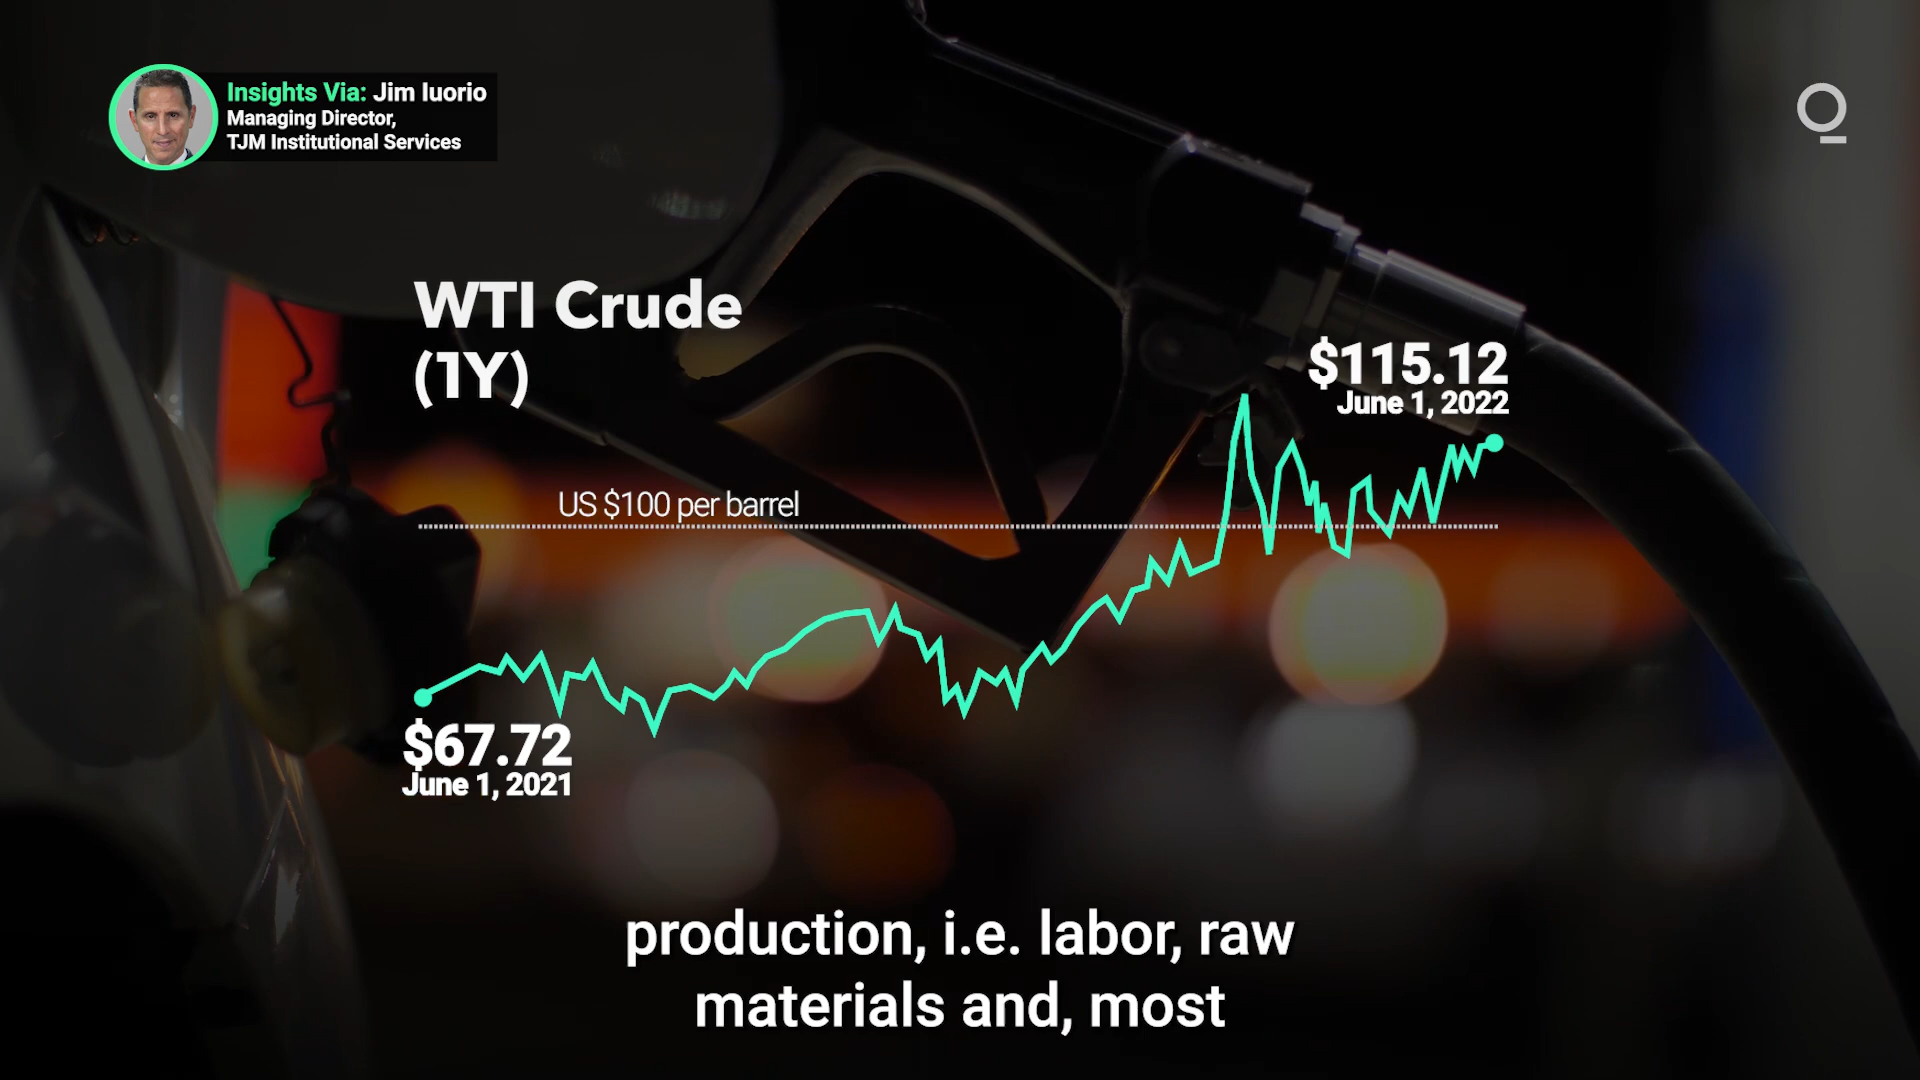 Insights Via: Jim Iuorio
Managing Director,
TJM Institutional Services
WTI Crude
(1Y)
$115.12
June 1, 2022
US $100 per barrel
$67.72
June 1, 2021
production, i.e. labor, raw
materials and, most